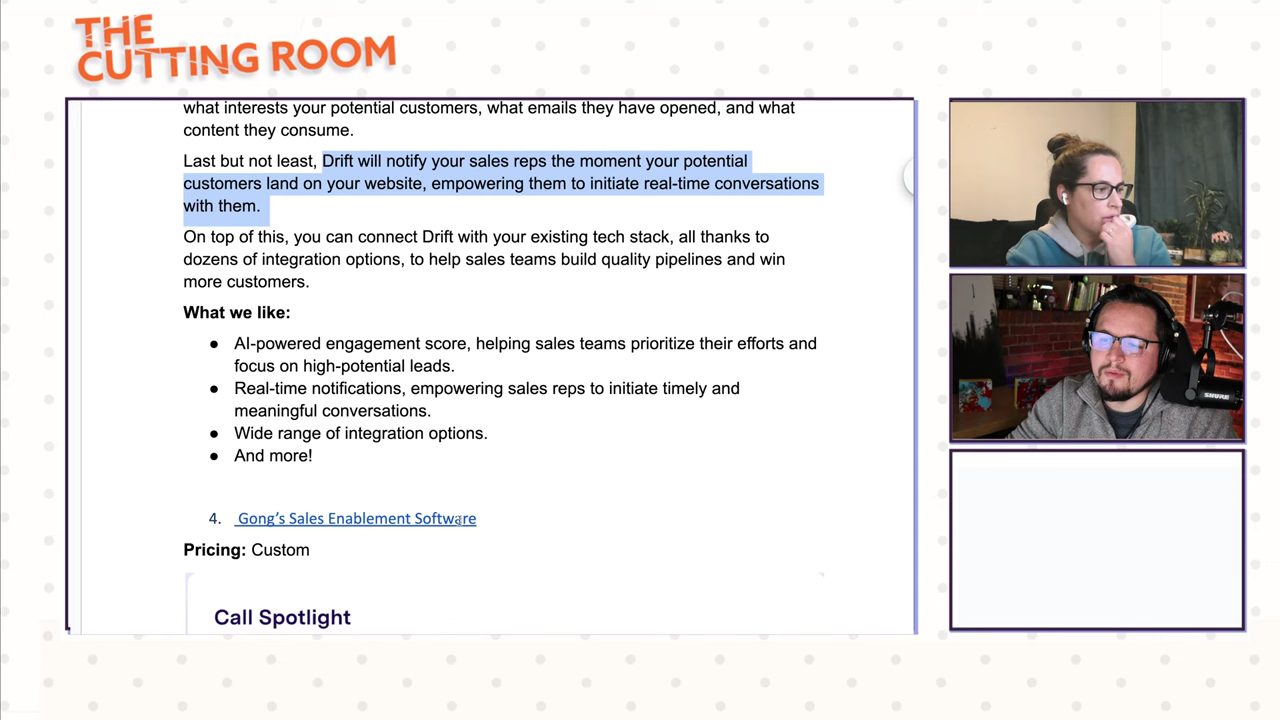 THE
CUTTING ROOM
what interests your potential customers, what emails they have opened, and what
content they consume.
Last but not least, Drift will notify your sales reps the moment your potential
customers land on your website, empowering them to initiate real-time conversations
with them.
On top of this, you can connect Drift with your existing tech stack, all thanks to
dozens of integration options, to help sales teams build quality pipelines and win
more customers.
What we like:
● AI-powered engagement score, helping sales teams prioritize their efforts and
focus on high-potential leads.
● Real-time notifications, empowering sales reps to initiate timely and
meaningful conversations.
● Wide range of integration options.
● And more!
4. Gong’s Sales Enablement Software
Pricing: Custom
Call Spotlight
SHURE